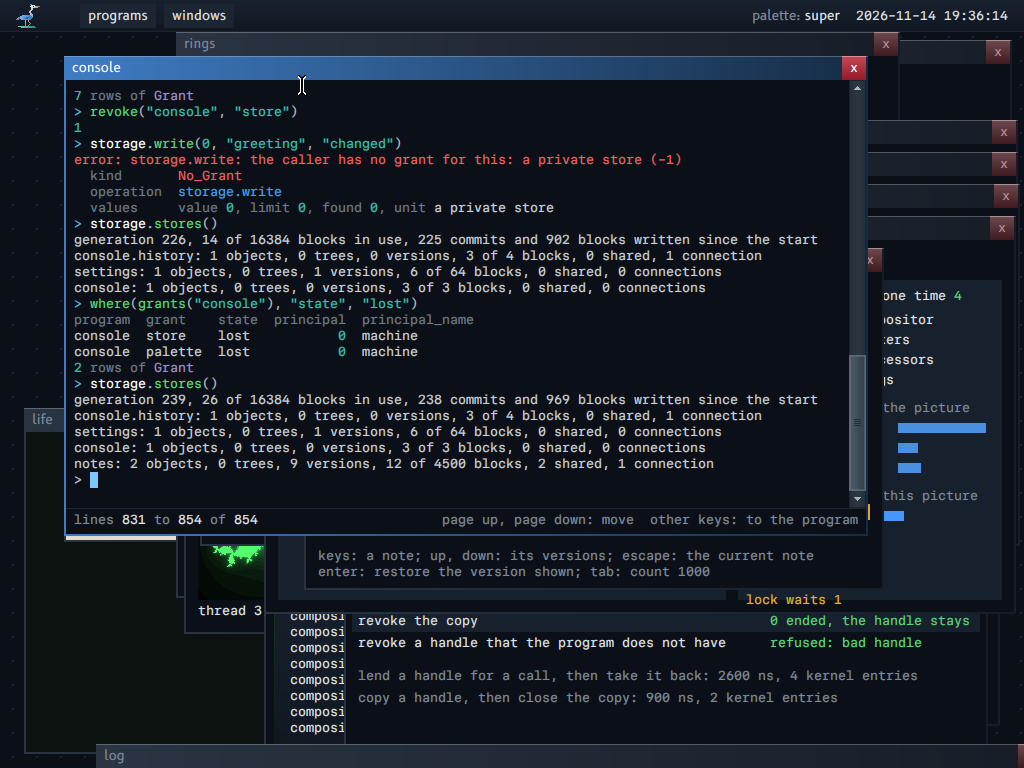 programs windows palette: super 2026-11-14 19:36:14
rings x
x
console x
7 rows of Grant
> revoke("console", "store")
1
> storage.write(0, "greeting", "changed")
error: storage.write: the caller has no grant for this: a private store (-1)
kind No_Grant
operation storage.write
values value 0, limit 0, found 0, unit a private store
> storage.stores()
generation 226, 14 of 16384 blocks in use, 225 commits and 902 blocks written since the start
console.history: 1 objects, 0 trees, 0 versions, 3 of 4 blocks, 0 shared, 1 connection
settings: 1 objects, 0 trees, 1 versions, 6 of 64 blocks, 0 shared, 0 connections
console: 1 objects, 0 trees, 0 versions, 3 of 3 blocks, 0 shared, 0 connections
> where(grants("console"), "state", "lost")
program grant state principal principal_name
console store lost 0 machine
console palette lost 0 machine
2 rows of Grant
> storage.stores()
generation 239, 26 of 16384 blocks in use, 238 commits and 969 blocks written since the start
console.history: 1 objects, 0 trees, 0 versions, 3 of 4 blocks, 0 shared, 1 connection
settings: 1 objects, 0 trees, 1 versions, 6 of 64 blocks, 0 shared, 0 connections
console: 1 objects, 0 trees, 0 versions, 3 of 3 blocks, 0 shared, 0 connections
notes: 2 objects, 0 trees, 9 versions, 12 of 4500 blocks, 2 shared, 1 connection
>
lines 831 to 854 of 854 page up, page down: move other keys: to the program
x
x
x
x
x
one time 4
ositor
kers
cessors
gs
the picture
this picture
life
keys: a note; up, down: its versions; escape: the current note
enter: restore the version shown; tab: count 1000
lock waits 1
thread 3
composi
composi
composi
composi
composi
composi
composi
composi
revoke the copy 0 ended, the handle stays
revoke a handle that the program does not have refused: bad handle
lend a handle for a call, then take it back: 2600 ns, 4 kernel entries
copy a handle, then close the copy: 900 ns, 2 kernel entries
log